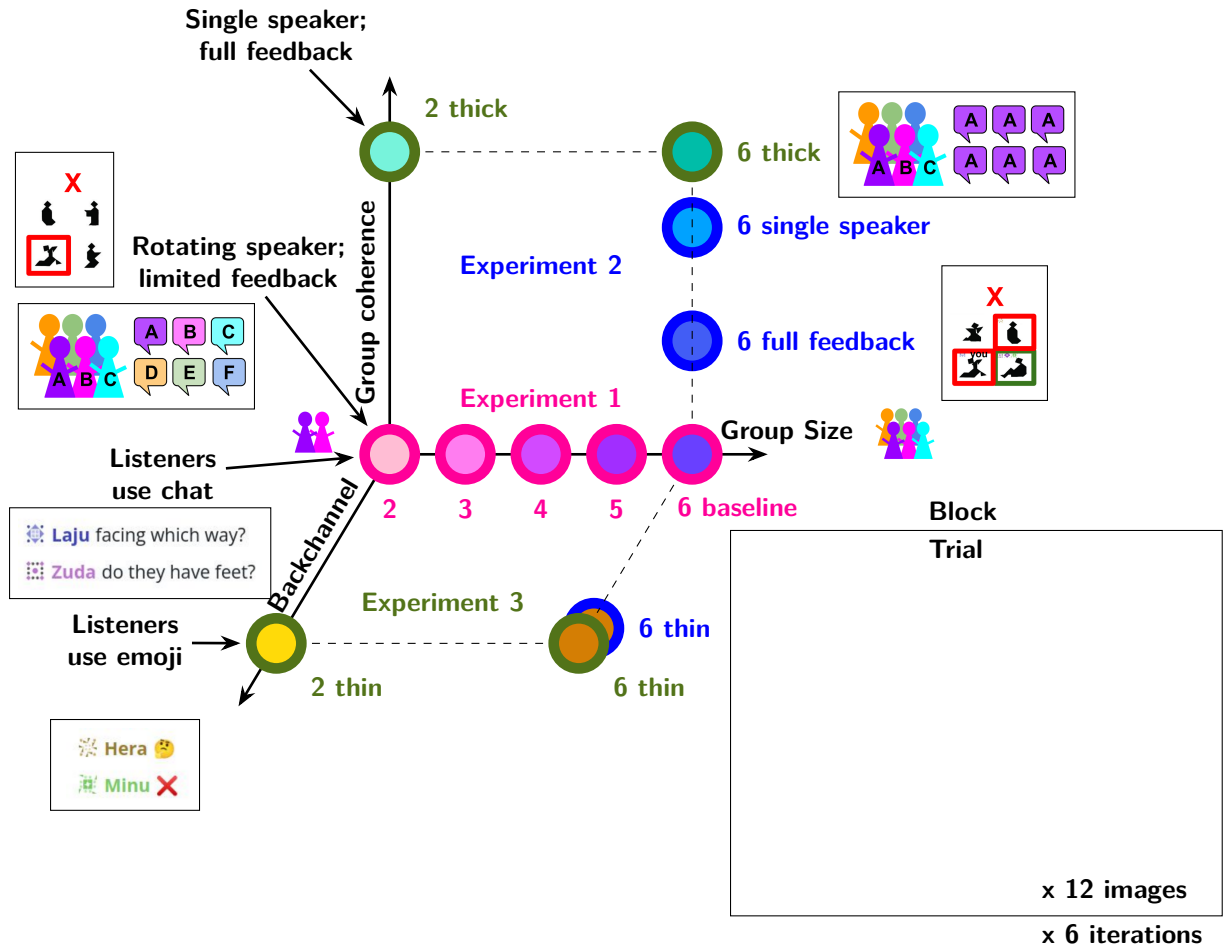 Single speaker;
full feedback
2 thick
6 thick
A A A
A A A
A B C
X
Rotating speaker;
limited feedback
Group coherence
Experiment 2
6 single speaker
X
you
6 full feedback
A B C
D E F
A B C
Experiment 1
Group Size
Listeners
use chat
2
3
4
5
6 baseline
Laju facing which way?
Zuda do they have feet?
Backchannel
Experiment 3
Listeners
use emoji
6 thin
2 thin
6 thin
Hera
Minu
Block
Trial
x 12 images
x 6 iterations